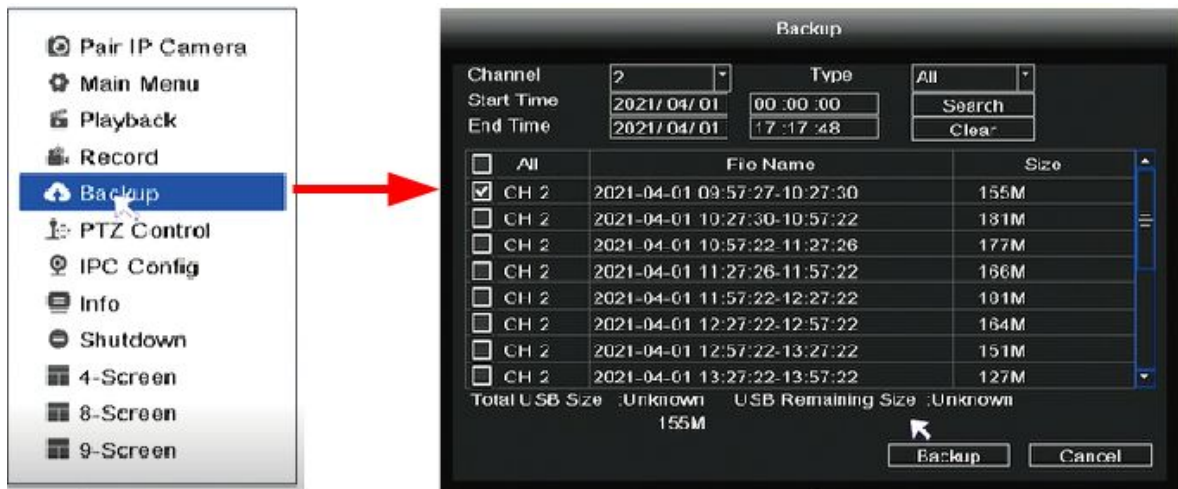 Pair IP Camera
Main Menu
Playback
Record
Backup
PTZ Control
IPC Config
Info
Shutdown
4-Screen
8-Screen
9-Screen
Backup
Channel 2 Type All
Start Time 2021/04/01 00:00:00 Search
End Time 2021/04/01 17:17:48 Clear
All File Name Size
CH 2 2021-04-01 09:57:27-10:27:30 155M
CH 2 2021-04-01 10:27:30-10:57:22 181M
CH 2 2021-04-01 10:57:22-11:27:26 177M
CH 2 2021-04-01 11:27:26-11:57:22 166M
CH 2 2021-04-01 11:57:22-12:27:22
CH 2 2021-04-01 12:27:22-12:57:22 164M
CH 2 2021-04-01 12:57:22-13:27:22 151M
CH 2 2021-04-01 13:27:22-13:57:22 127M
Total USB Size :Unknown USB Remaining Size :Unknown
155M
Backup Cancel